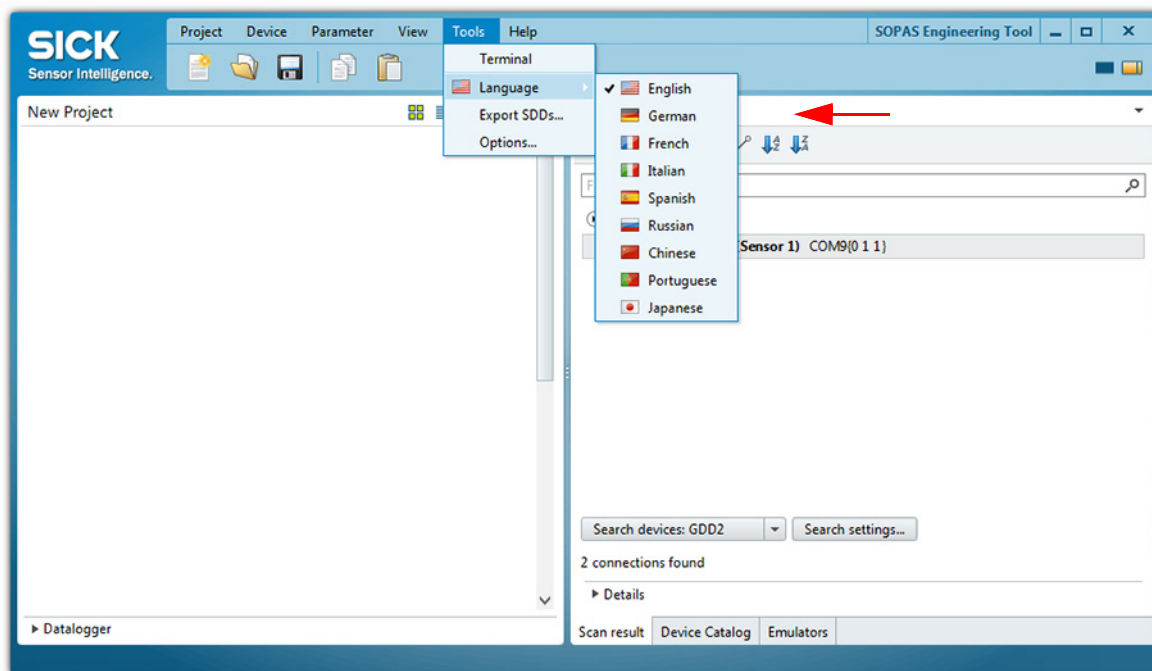 SICK
Sensor Intelligence.
Project Device Parameter View Tools Help
SOPAS Engineering Tool
New Project
Terminal
Language
Export SDDs...
Options...
English
German
French
Italian
Spanish
Russian
Chinese
Portuguese
Japanese
Sensor 1) COM9{0 1 1}
Search devices: GDD2
Search settings...
2 connections found
Details
Datalogger
Scan result Device Catalog Emulators